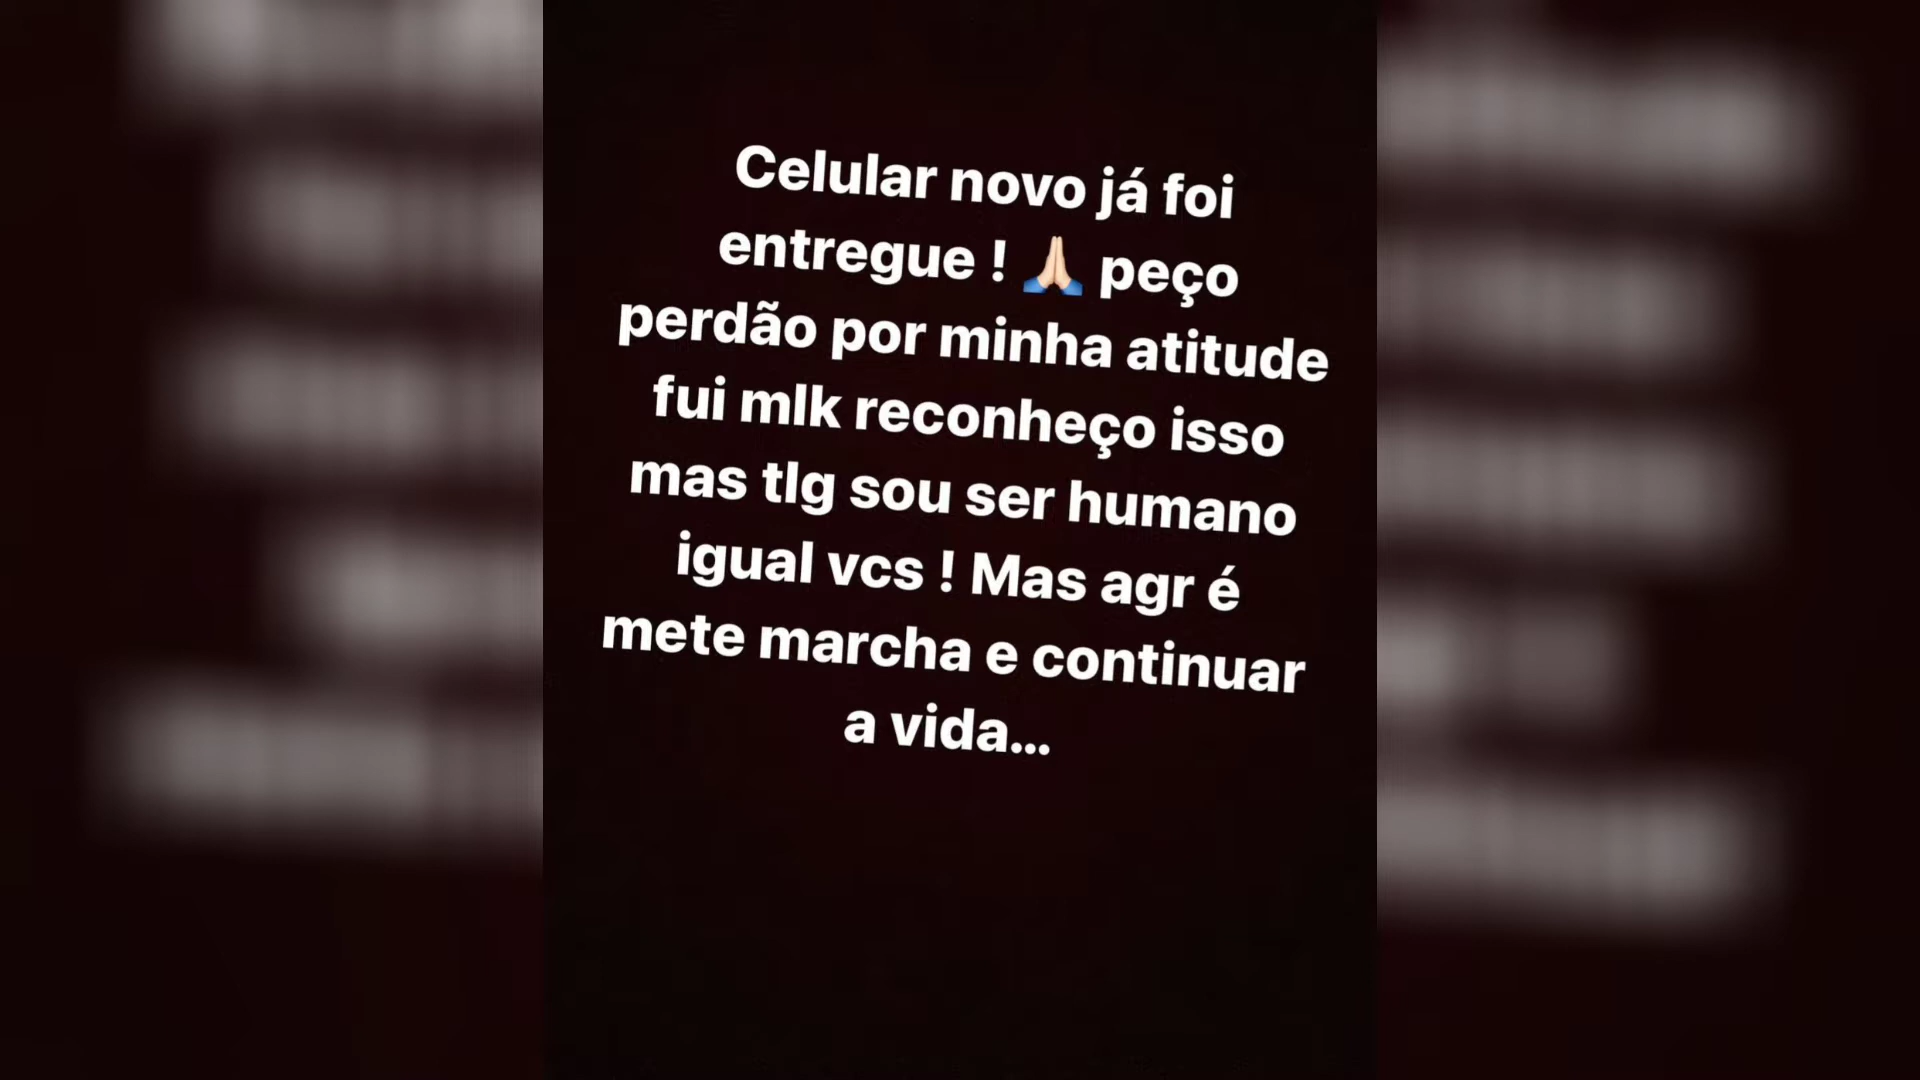 Celular novo já foi
entregue ! 🙏🏻 peço
perdão por minha atitude
fui mlk reconheço isso
mas tlg sou ser humano
igual vcs ! Mas agr é
mete marcha e continuar
a vida...